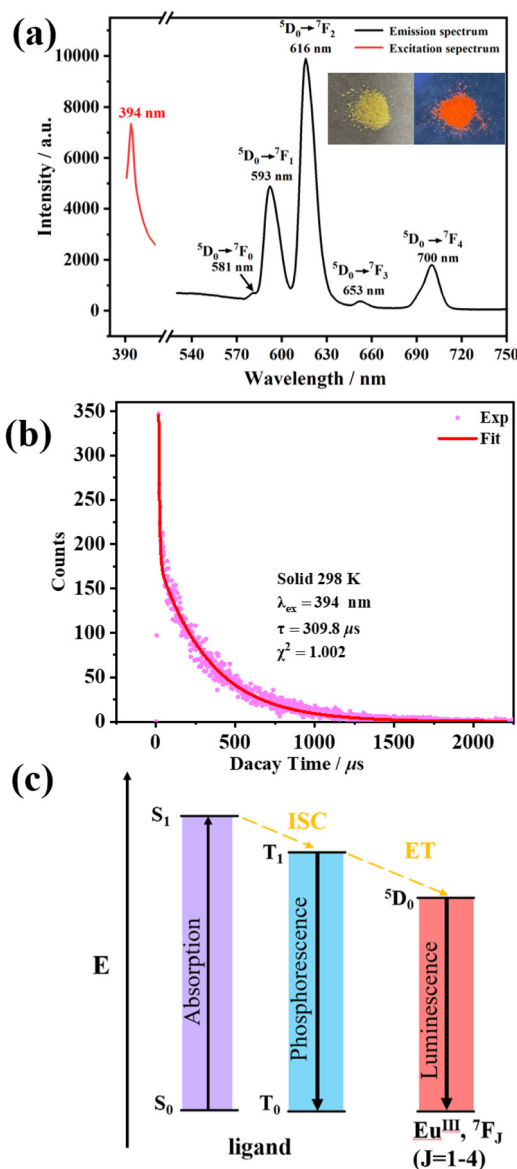 (a)
⁵D₀→⁷F₂
616 nm
Emission spectrum
Excitation sepectrum
394 nm
⁵D₀→⁷F₁
593 nm
⁵D₀→⁷F₀
581 nm
⁵D₀→⁷F₃
653 nm
⁵D₀→⁷F₄
700 nm
Intensity / a.u.
10000
8000
6000
4000
2000
0
390 540 570 600 630 660 690 720 750
Wavelength / nm
(b)
Exp
Fit
Counts
350
300
250
200
150
100
50
0
Solid 298 K
λex = 394 nm
τ = 309.8 μs
χ² = 1.002
0 500 1000 1500 2000
Dacay Time / μs
(c)
E
S₁
ISC
T₁
ET
⁵D₀
Absorption
Phosphorescence
Luminescence
S₀
T₀
ligand
Euᴵᴵᴵ, ⁷FJ
(J=1-4)